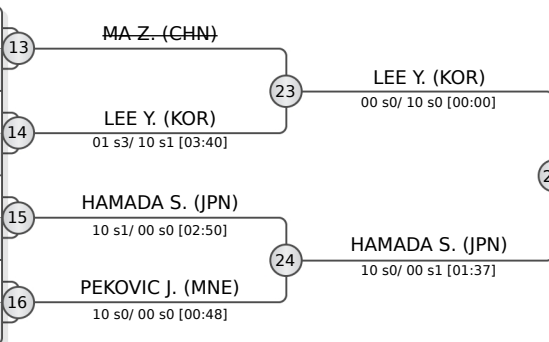 13
MA Z. (CHN)
23
LEE Y. (KOR)
00 s0/ 10 s0 [00:00]
14
LEE Y. (KOR)
01 s3/ 10 s1 [03:40]
15
HAMADA S. (JPN)
10 s1/ 00 s0 [02:50]
24
HAMADA S. (JPN)
10 s0/ 00 s1 [01:37]
16
PEKOVIC J. (MNE)
10 s0/ 00 s0 [00:48]